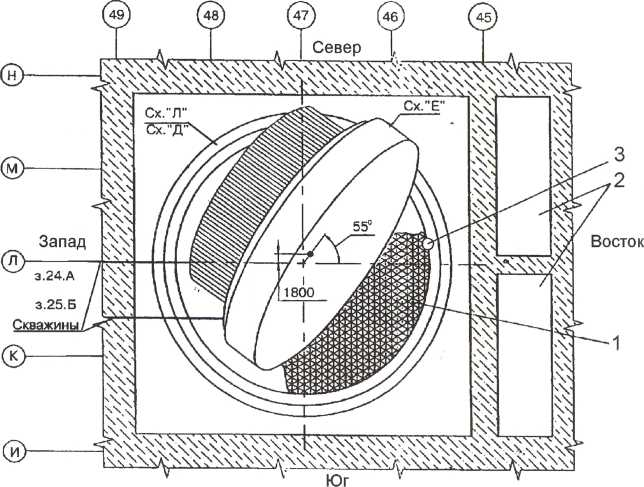 49 48 47 46 45
Север
Н
Сх."Л"
Сх."Д"
Сх."Е"
3
М
2
55⁰
Запад
Восток
Л
з.24.А
1800
з.25.Б
Скважины
1
К
И
Юг